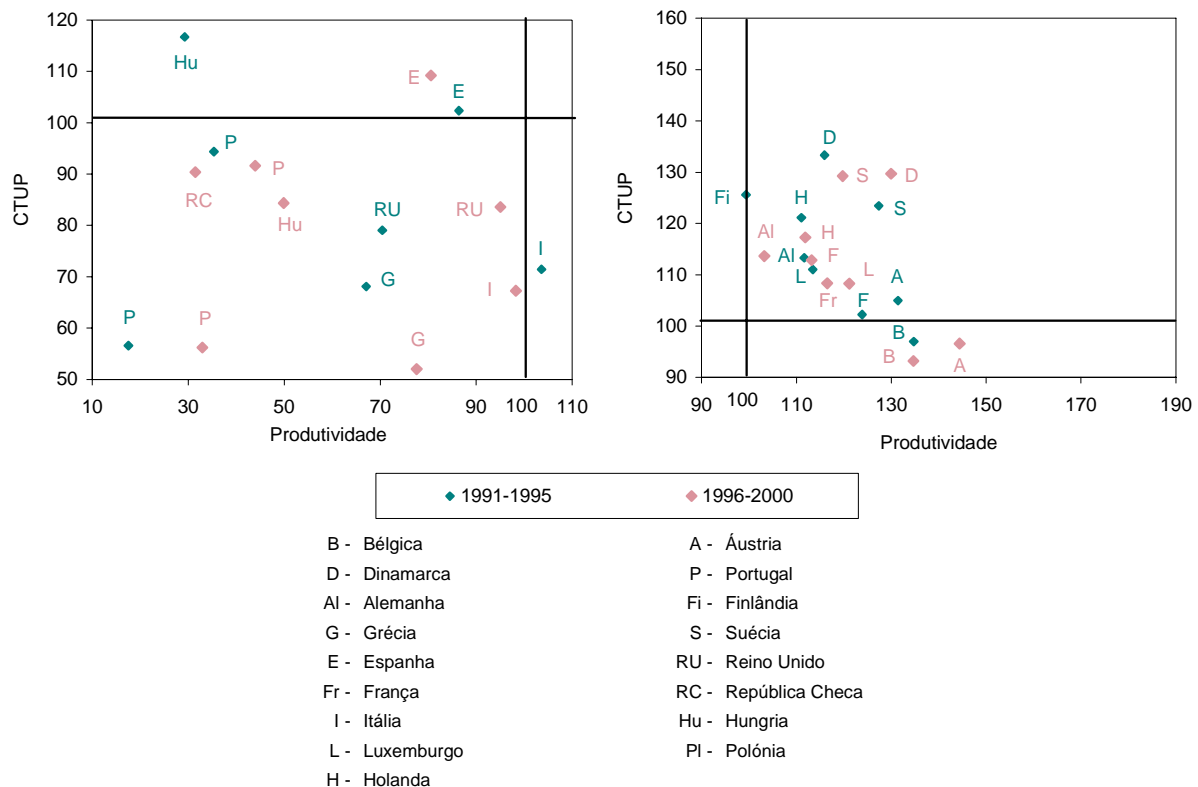 120
110
100
90
80
70
60
50
CTUP
10 30 50 70 100 110
90
Produtividade
Hu
E
E
P
P
RC
Hu
RU
RU
I
I
G
P
P
G
160
150
140
130
120
110
100
90
CTUP
90 100 110 130 150 170 190
Produtividade
D
S D
Fi
H
S
Al
H
Al
F
L
L
A
Fr
F
B
B
A
1991-1995 1996-2000
B - Bélgica A - Áustria
D - Dinamarca P - Portugal
Al - Alemanha Fi - Finlândia
G - Grécia S - Suécia
E - Espanha RU - Reino Unido
Fr - França RC - República Checa
I - Itália Hu - Hungria
L - Luxemburgo Pl - Polónia
H - Holanda